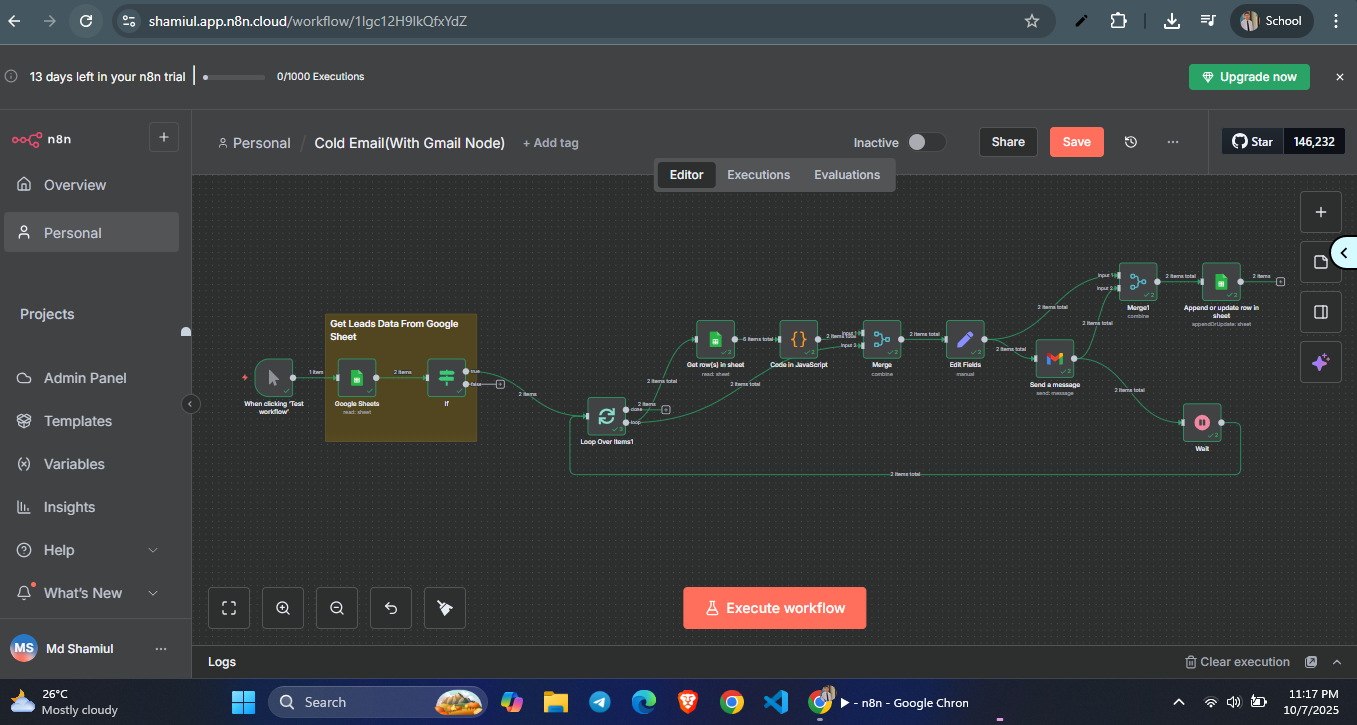 shamiul.app.n8n.cloud/workflow/1Igc12H9IkQfxYdZ
School
13 days left in your n8n trial
0/1000 Executions
Upgrade now
n8n
Personal / Cold Email(With Gmail Node)
+ Add tag
Inactive
Share
Save
Star
146,232
Editor
Executions
Evaluations
Overview
Personal
Projects
Admin Panel
Templates
Variables
Insights
Help
What's New
MS
Md Shamiul
Get Leads Data From Google
Sheet
When clicking 'Test
workflow'
1 item
Google Sheets
read: sheet
2 items
If
true
false
2 items
Loop Over Items1
done
loop
2 items
2 items total
2 items total
Get row(s) in sheet
read: sheet
6 items total
Code in JavaScript
2 items total
Input 1
Input 2
Merge
combine
2 items total
Edit Fields
manual
2 items total
2 items total
Send a message
send: message
2 items total
2 items total
Input 1
Input 2
Merge1
combine
2 items total
Append or update row in
sheet
appendOrUpdate: sheet
2 items
Wait
2 items total
Execute workflow
Logs
Clear execution
26°C
Mostly cloudy
Search
- n8n - Google Chrom
11:17 PM
10/7/2025